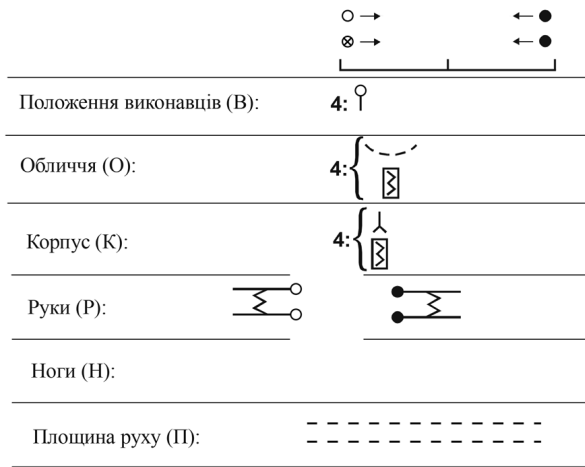 Положення виконавців (В): 4:
Обличчя (О): 4:
Корпус (К): 4:
Руки (Р):
Ноги (Н):
Площина руху (П):